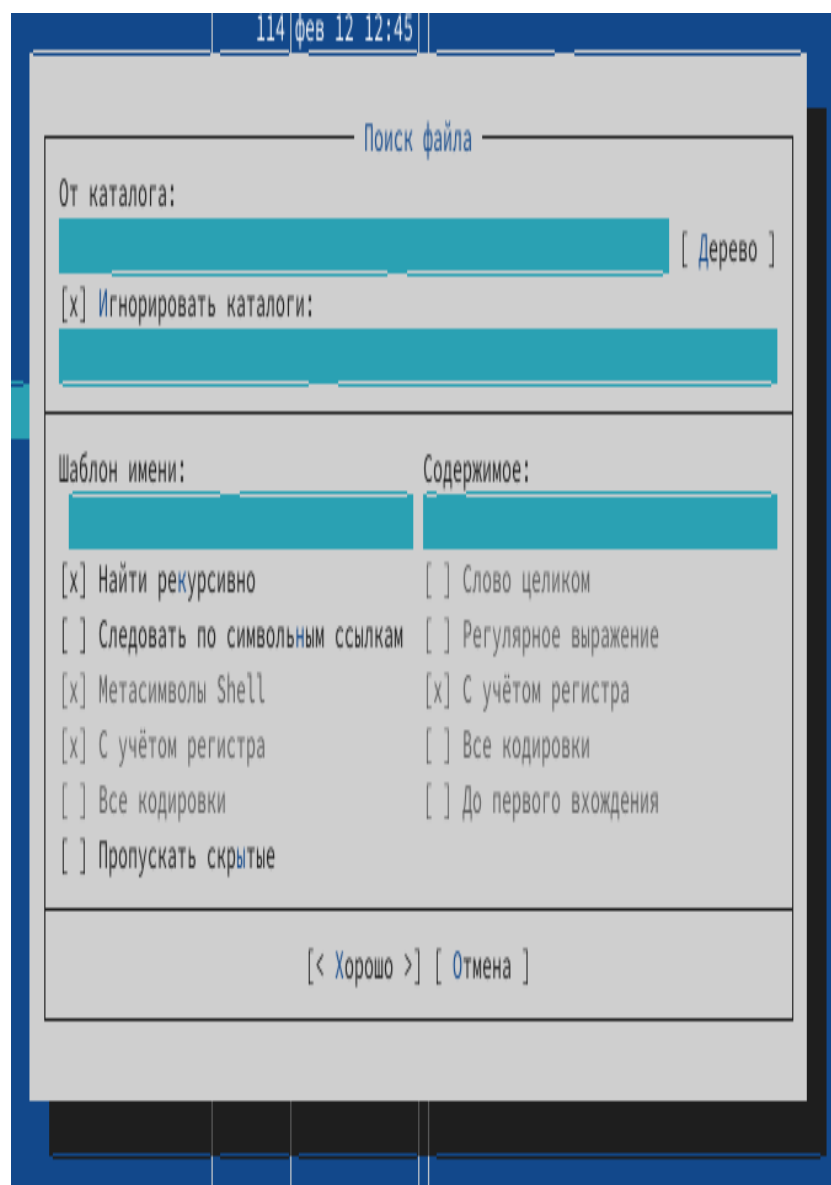 114 фев 12 12:45
Поиск файла
От каталога:
[ Дерево ]
[x] Игнорировать каталоги:
Шаблон имени: Содержимое:
[x] Найти рекурсивно [ ] Слово целиком
[ ] Следовать по символьным ссылкам [ ] Регулярное выражение
[x] Метасимволы Shell [x] С учётом регистра
[x] С учётом регистра [ ] Все кодировки
[ ] Все кодировки [ ] До первого вхождения
[ ] Пропускать скрытые
[< Хорошо >] [ Отмена ]